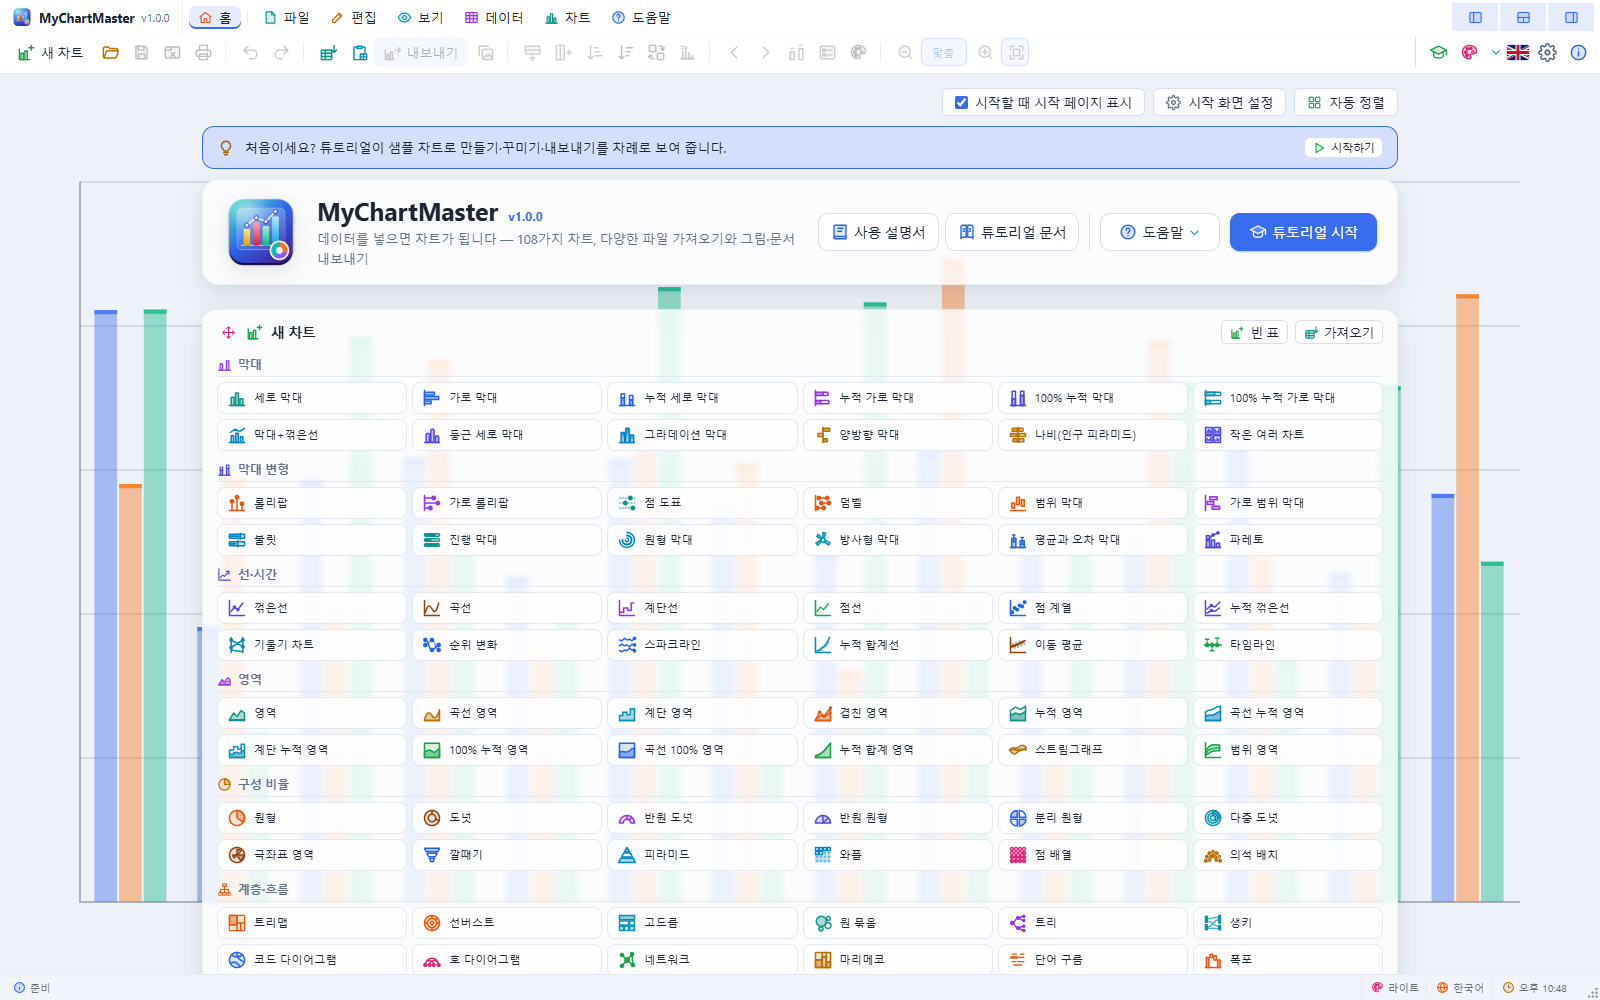 MyChartMaster v1.0.0 홈 파일 편집 보기 데이터 차트 도움말
새 차트 내보내기 맞춤
시작할 때 시작 페이지 표시 시작 화면 설정 자동 정렬
처음이세요? 튜토리얼이 샘플 차트로 만들기·꾸미기·내보내기를 차례로 보여 줍니다. 시작하기
MyChartMaster v1.0.0
데이터를 넣으면 차트가 됩니다 — 108가지 차트, 다양한 파일 가져오기와 그림·문서
내보내기
사용 설명서 튜토리얼 문서 도움말 튜토리얼 시작
새 차트 빈 표 가져오기
막대
세로 막대 가로 막대 누적 세로 막대 누적 가로 막대 100% 누적 막대 100% 누적 가로 막대
막대+꺾은선 둥근 세로 막대 그라데이션 막대 양방향 막대 나비(인구 피라미드) 작은 여러 차트
막대 변형
롤리팝 가로 롤리팝 점 도표 덤벨 범위 막대 가로 범위 막대
불릿 진행 막대 원형 막대 방사형 막대 평균과 오차 막대 파레토
선·시간
꺾은선 곡선 계단선 점선 점 계열 누적 꺾은선
기울기 차트 순위 변화 스파크라인 누적 합계선 이동 평균 타임라인
영역
영역 곡선 영역 계단 영역 겹친 영역 누적 영역 곡선 누적 영역
계단 누적 영역 100% 누적 영역 곡선 100% 영역 누적 합계 영역 스트림그래프 범위 영역
구성 비율
원형 도넛 반원 도넛 반원 원형 분리 원형 다중 도넛
극좌표 영역 깔때기 피라미드 와플 점 배열 의석 배치
계층·흐름
트리맵 선버스트 고드름 원 묶음 트리 생키
코드 다이어그램 호 다이어그램 네트워크 마리메코 단어 구름 폭포
준비 라이트 한국어 오후 10:48